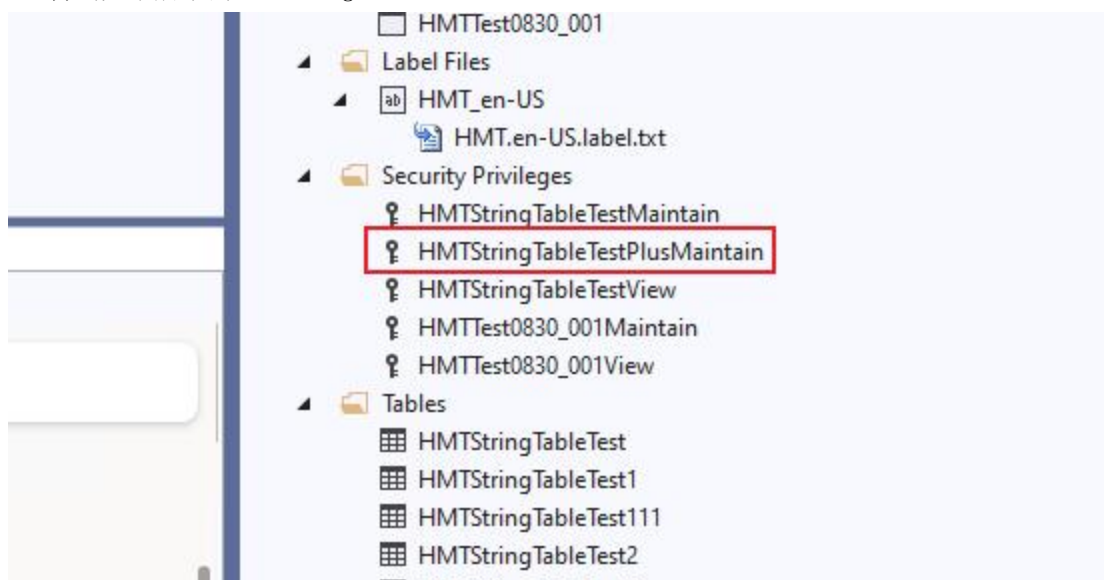 HMTTest0830_001
Label Files
HMT_en-US
HMT.en-US.label.txt
Security Privileges
HMTStringTableTestMaintain
HMTStringTableTestPlusMaintain
HMTStringTableTestView
HMTTest0830_001Maintain
HMTTest0830_001View
Tables
HMTStringTableTest
HMTStringTableTest1
HMTStringTableTest111
HMTStringTableTest2